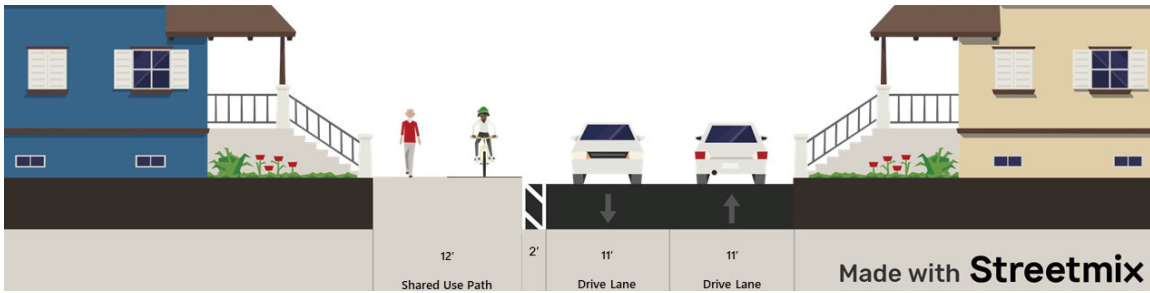 12'
Shared Use Path
2'
11'
Drive Lane
11'
Drive Lane
Made with Streetmix